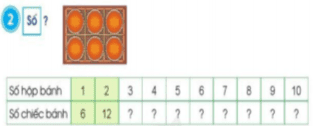 2 Số ?
Số hộp bánh 1 2 3 4 5 6 7 8 9 10
Số chiếc bánh 6 12 ? ? ? ? ? ? ? ?